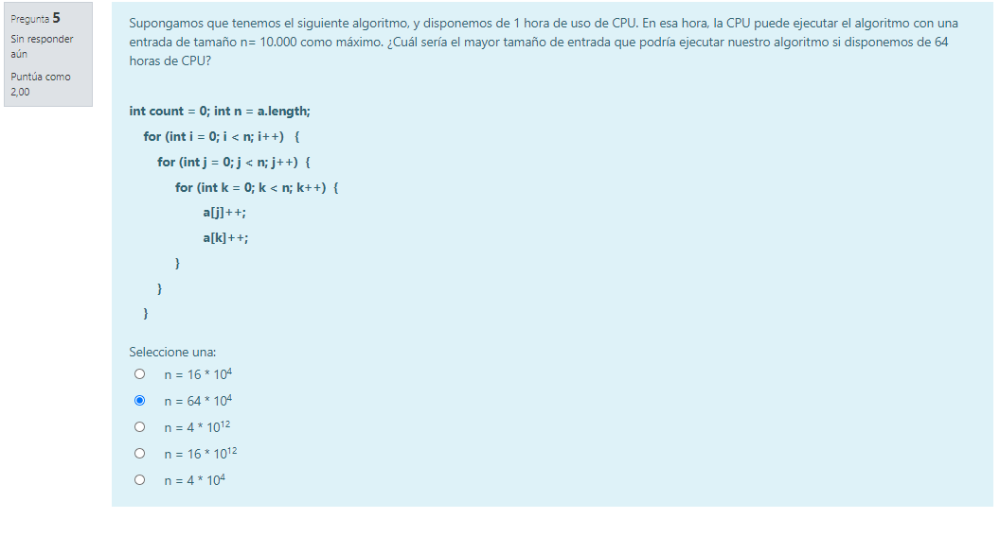 Pregunta 5
Sin responder
aún
Puntúa como
2,00
Supongamos que tenemos el siguiente algoritmo, y disponemos de 1 hora de uso de CPU. En esa hora, la CPU puede ejecutar el algoritmo con una
entrada de tamaño n= 10.000 como máximo. ¿Cuál sería el mayor tamaño de entrada que podría ejecutar nuestro algoritmo si disponemos de 64
horas de CPU?
int count = 0; int n = a.length;
for (int i = 0; i < n; i++) {
for (int j = 0; j < n; j++) {
for (int k = 0; k < n; k++) {
a[j]++;
a[k]++;
}
}
}
Seleccione una:
n = 16 * 10⁴
n = 64 * 10⁴
n = 4 * 10¹²
n = 16 * 10¹²
n = 4 * 10⁴